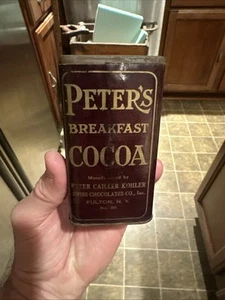 PETER'S
BREAKFAST
COCOA
Manufactured by
PETER CAILLER KOHLER
SWISS CHOCOLATES CO., Inc.
FULTON, N. Y.